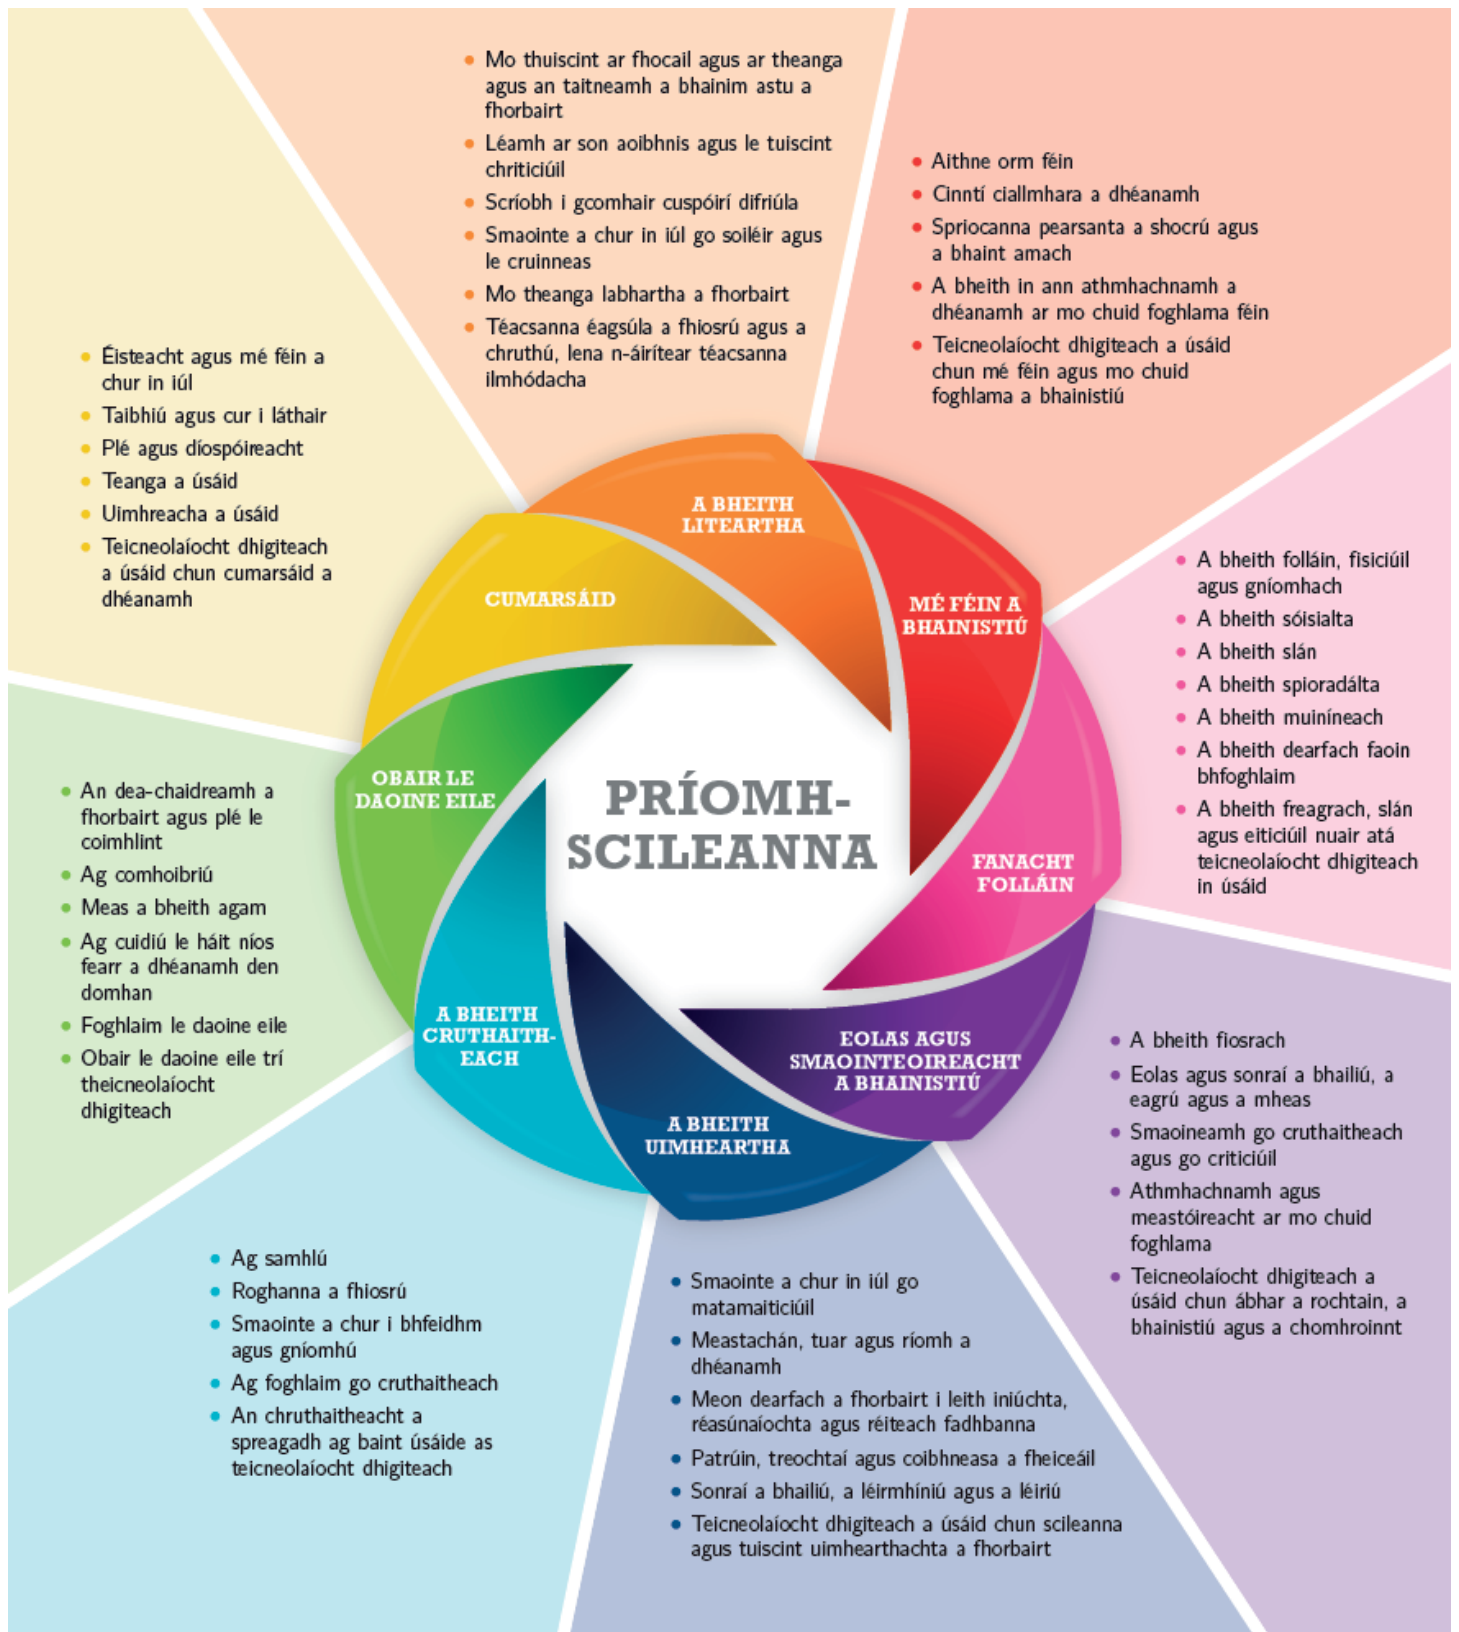 Mo thuiscint ar fhocail agus ar theanga
agus an taitneamh a bhainim astu a
fhorbairt
Léamh ar son aoibhnis agus le tuiscint
chriticiúil
Scríobh i gcomhair cuspóirí difriúla
Smaointe a chur in iúl go soiléir agus
le cruinneas
Mo theanga labhartha a fhorbairt
Téacsanna éagsúla a fhiosrú agus a
chruthú, lena n-áirítear téacsanna
ilmhódacha
Aithne orm féin
Cinntí ciallmhara a dhéanamh
Spriocanna pearsanta a shocrú agus
a bhaint amach
A bheith in ann athmhachnamh a
dhéanamh ar mo chuid foghlama féin
Teicneolaíocht dhigiteach a úsáid
chun mé féin agus mo chuid
foghlama a bhainistiú
Éisteacht agus mé féin a
chur in iúl
Taibhiú agus cur i láthair
Plé agus díospóireacht
Teanga a úsáid
Uimhreacha a úsáid
Teicneolaíocht dhigiteach
a úsáid chun cumarsáid a
dhéanamh
A BHEITH
LITEARTHA
CUMARSÁID
MÉ FÉIN A
BHAINISTIÚ
A bheith folláin, fisiciúil
agus gníomhach
A bheith sóisialta
A bheith slán
A bheith spioradálta
A bheith muiníneach
A bheith dearfach faoin
bhfoghlaim
A bheith freagrach, slán
agus eiticiúil nuair atá
teicneolaíocht dhigiteach
in úsáid
OBAIR LE
DAOINE EILE
PRÍOMH-
SCILEANNA
FANACHT
FOLLÁIN
An dea-chaidreamh a
fhorbairt agus plé le
coimhlint
Ag comhoibriú
Meas a bheith agam
Ag cuidiú le háit níos
fearr a dhéanamh den
domhan
Foghlaim le daoine eile
Obair le daoine eile trí
theicneolaíocht
dhigiteach
A BHEITH
CRUTHAITH-
EACH
EOLAS AGUS
SMAOINTEOIREACHT
A BHAINISTIÚ
A BHEITH
UIMHEARTHA
A bheith fiosrach
Eolas agus sonraí a bhailiú, a
eagrú agus a mheas
Smaoineamh go cruthaitheach
agus go criticiúil
Athmhachnamh agus
meastóireacht ar mo chuid
foghlama
Teicneolaíocht dhigiteach a
úsáid chun ábhar a rochtain, a
bhainistiú agus a chomhroinnt
Ag samhlú
Roghanna a fhiosrú
Smaointe a chur i bhfeidhm
agus gníomhú
Ag foghlaim go cruthaitheach
An chruthaitheacht a
spreagadh ag baint úsáide as
teicneolaíocht dhigiteach
Smaointe a chur in iúl go
matamaiticiúil
Meastachán, tuar agus ríomh a
dhéanamh
Meon dearfach a fhorbairt i leith iniúchta,
réasúnaíochta agus réiteach fadhbanna
Patrúin, treochtaí agus coibhneasa a fheiceáil
Sonraí a bhailiú, a léirmhíniú agus a léiriú
Teicneolaíocht dhigiteach a úsáid chun scileanna
agus tuiscint uimhearthachta a fhorbairt